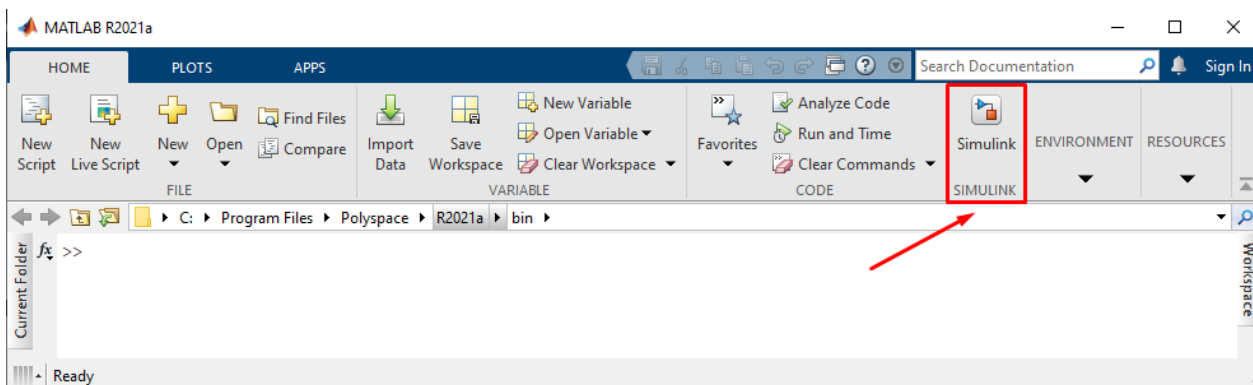 MATLAB R2021a
HOME PLOTS APPS
Search Documentation
Sign In
New Script
New Live Script
New
Open
Find Files
Compare
FILE
Import Data
Save Workspace
New Variable
Open Variable
Clear Workspace
VARIABLE
Favorites
Analyze Code
Run and Time
Clear Commands
CODE
Simulink
SIMULINK
ENVIRONMENT
RESOURCES
C: Program Files Polyspace R2021a bin
Current Folder
fx >>
Workspace
Ready